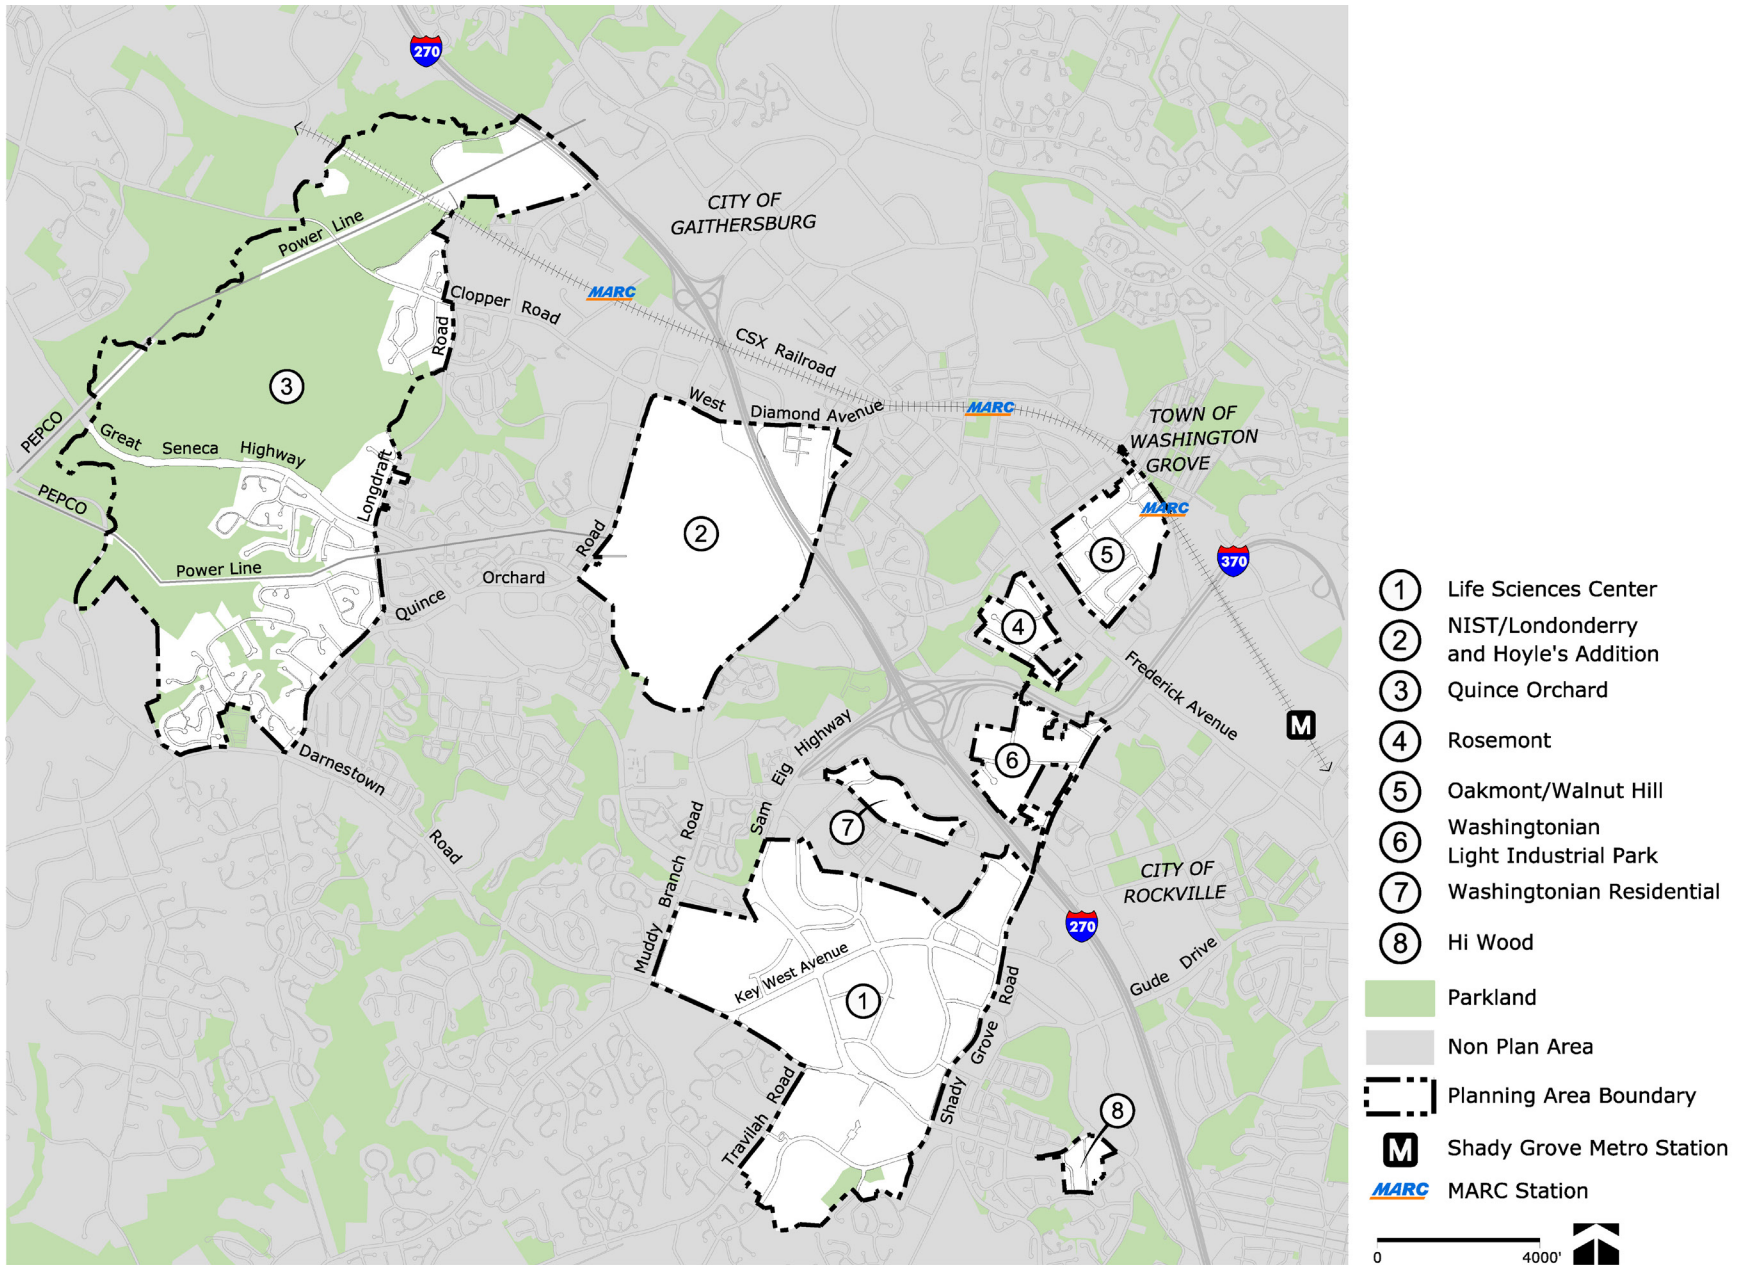 270
CITY OF
GAITHERSBURG
Power Line
MARC
Clopper Road
Road
CSX Railroad
3
West
Diamond Avenue
MARC
TOWN OF
WASHINGTON
GROVE
PEPCO
Great Seneca Highway
Longdraft
PEPCO
MARC
2
Road
5
370
Power Line
Orchard
Quince
4
Frederick Avenue
M
Sam Eig Highway
6
Darnestown Road
7
Muddy Branch Road
CITY OF
ROCKVILLE
270
Key West Avenue
Gude Drive
1
Shady Grove Road
Travilah Road
8
1 Life Sciences Center
2 NIST/Londonderry
and Hoyle's Addition
3 Quince Orchard
4 Rosemont
5 Oakmont/Walnut Hill
6 Washingtonian
Light Industrial Park
7 Washingtonian Residential
8 Hi Wood
Parkland
Non Plan Area
Planning Area Boundary
M Shady Grove Metro Station
MARC MARC Station
0 4000'